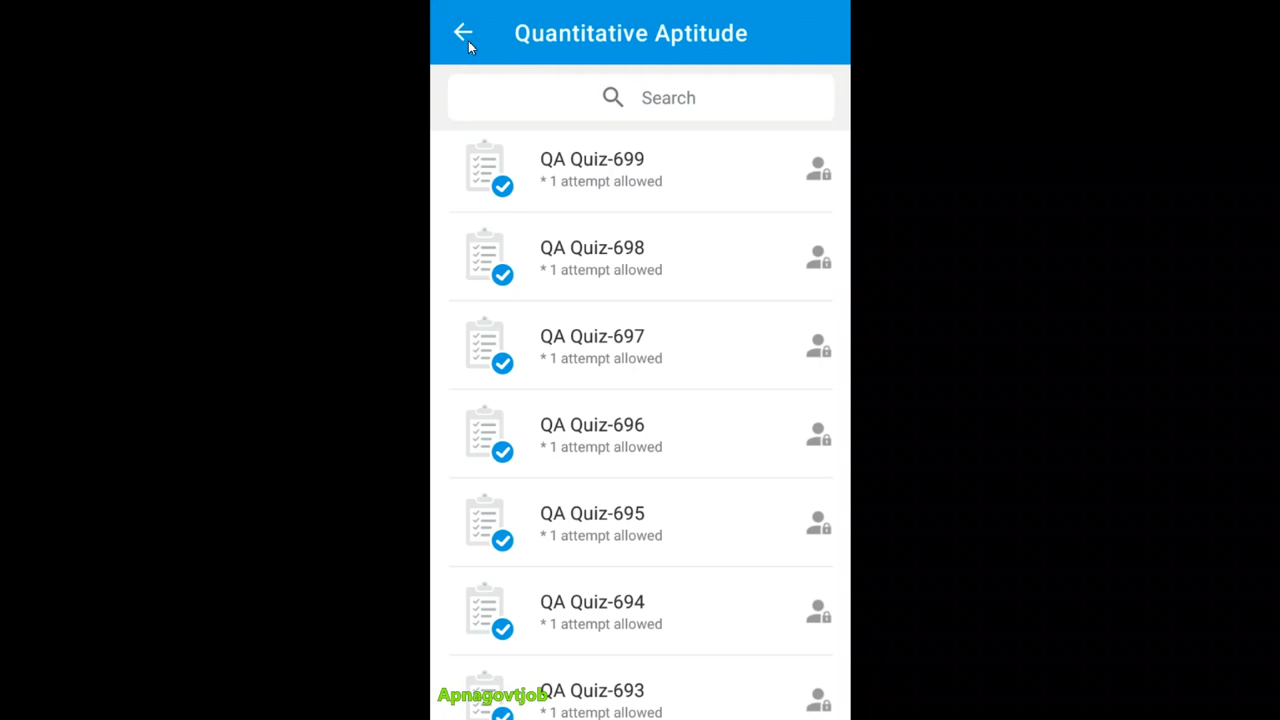 Quantitative Aptitude
Search
QA Quiz-699
* 1 attempt allowed
QA Quiz-698
* 1 attempt allowed
QA Quiz-697
* 1 attempt allowed
QA Quiz-696
* 1 attempt allowed
QA Quiz-695
* 1 attempt allowed
QA Quiz-694
* 1 attempt allowed
QA Quiz-693
* 1 attempt allowed
Apnagovtjob